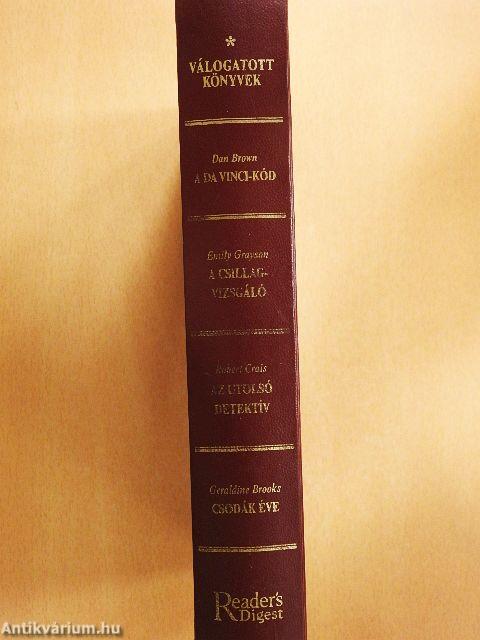 *
VÁLOGATOTT
KÖNYVEK
Dan Brown
A DA VINCI-KÓD
Emily Grayson
A CSILLAG-
VIZSGÁLÓ
Robert Crais
AZ UTOLSÓ
DETEKTÍV
Geraldine Brooks
CSODÁK ÉVE
Reader's
Digest
Antikvárium.hu